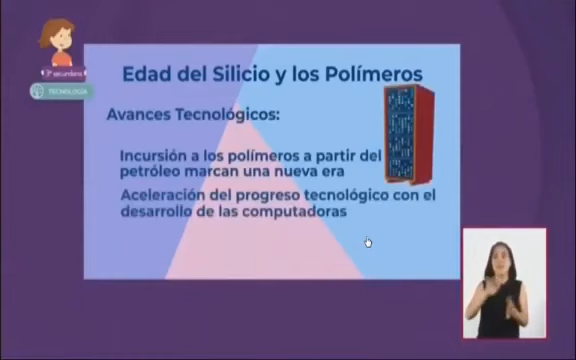 3° secundaria
TECNOLOGÍA
Edad del Silicio y los Polímeros
Avances Tecnológicos:
Incursión a los polímeros a partir del
petróleo marcan una nueva era
Aceleración del progreso tecnológico con el
desarrollo de las computadoras